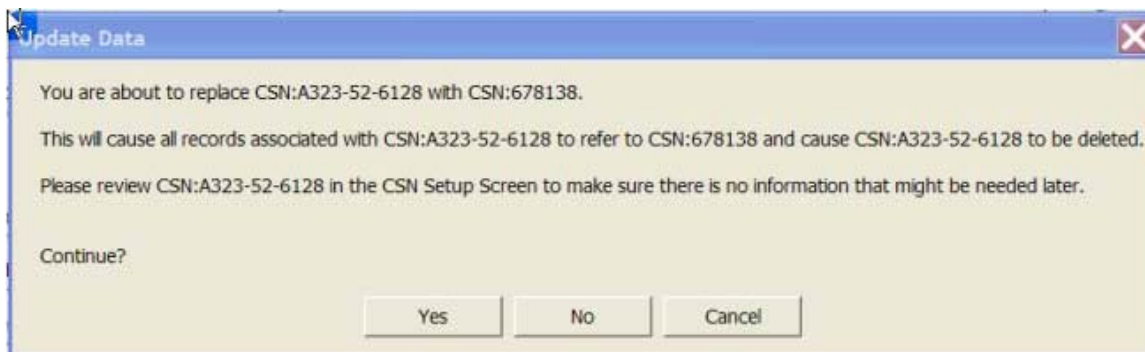 Update Data
You are about to replace CSN:A323-52-6128 with CSN:678138.
This will cause all records associated with CSN:A323-52-6128 to refer to CSN:678138 and cause CSN:A323-52-6128 to be deleted.
Please review CSN:A323-52-6128 in the CSN Setup Screen to make sure there is no information that might be needed later.
Continue?
Yes No Cancel